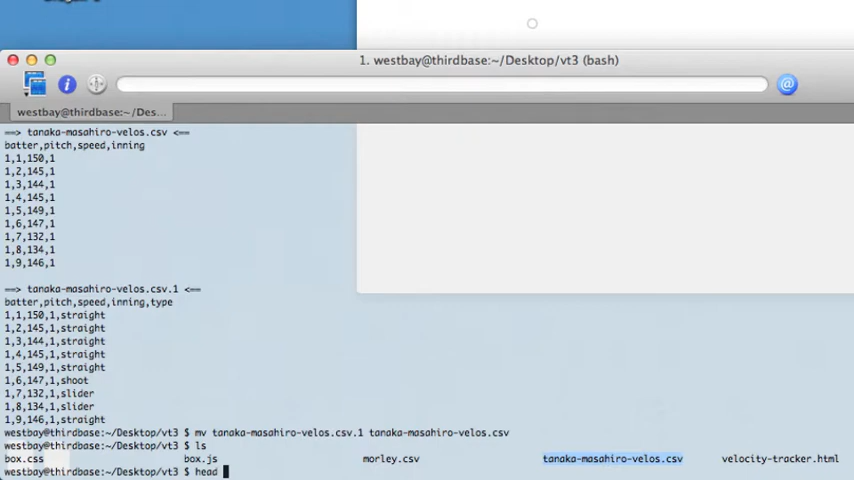 1. westbay@thirdbase:~/Desktop/vt3 (bash)
westbay@thirdbase:~/Des...
==> tanaka-masahiro-velos.csv <==
batter,pitch,speed,inning
1,1,150,1
1,2,145,1
1,3,144,1
1,4,145,1
1,5,149,1
1,6,147,1
1,7,132,1
1,8,134,1
1,9,146,1
==> tanaka-masahiro-velos.csv.1 <==
batter,pitch,speed,inning,type
1,1,150,1,straight
1,2,145,1,straight
1,3,144,1,straight
1,4,145,1,straight
1,5,149,1,straight
1,6,147,1,shoot
1,7,132,1,slider
1,8,134,1,slider
1,9,146,1,straight
westbay@thirdbase:~/Desktop/vt3 $ mv tanaka-masahiro-velos.csv.1 tanaka-masahiro-velos.csv
westbay@thirdbase:~/Desktop/vt3 $ ls
box.css box.js morley.csv tanaka-masahiro-velos.csv velocity-tracker.html
westbay@thirdbase:~/Desktop/vt3 $ head